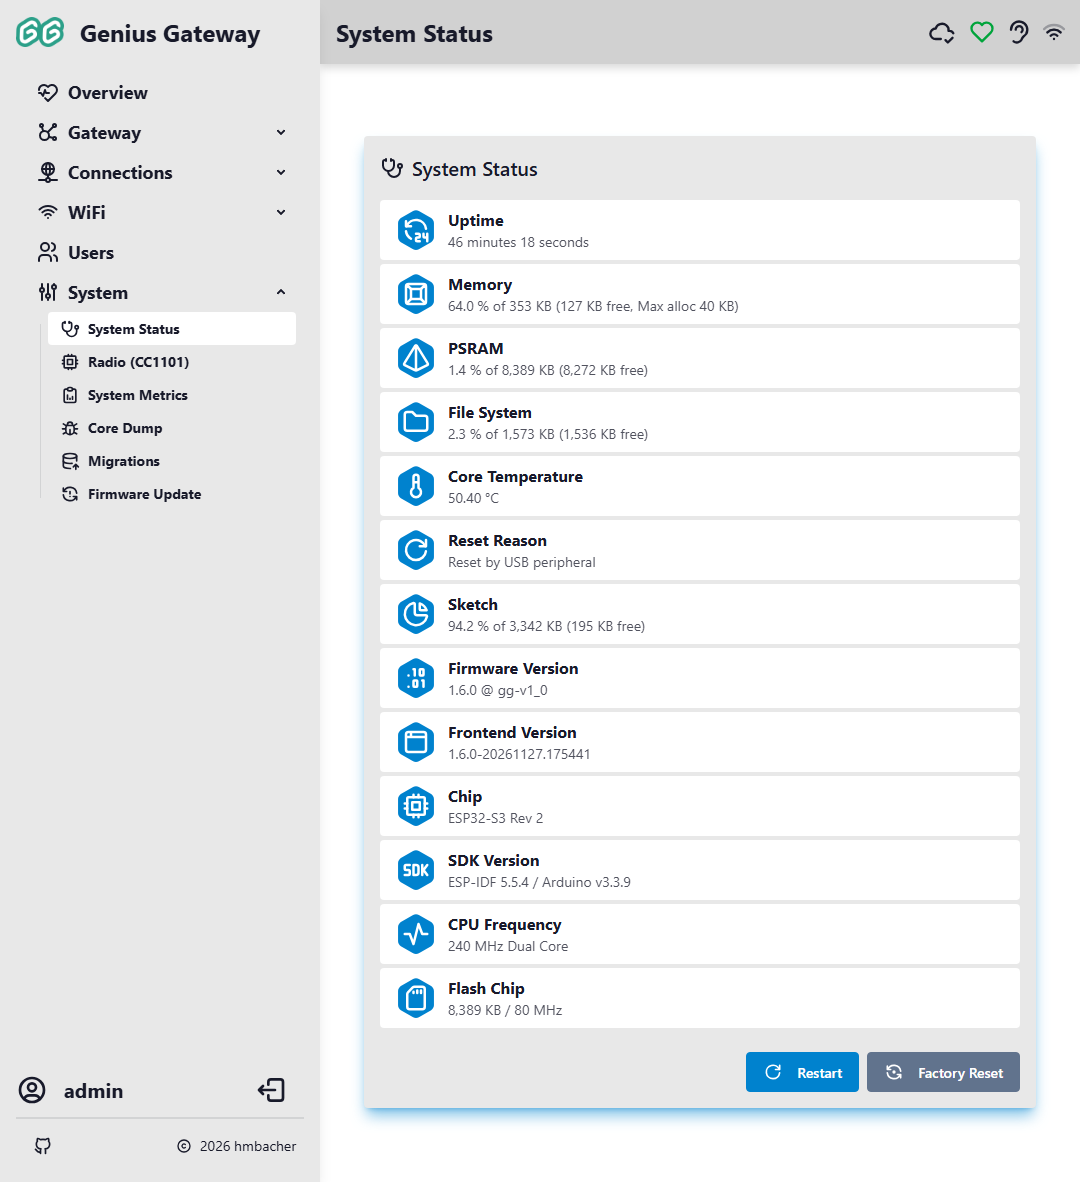 Genius Gateway
System Status
Overview
Gateway
Connections
WiFi
Users
System
System Status
Radio (CC1101)
System Metrics
Core Dump
Migrations
Firmware Update
admin
© 2026 hmbacher
System Status
Uptime
46 minutes 18 seconds
Memory
64.0 % of 353 KB (127 KB free, Max alloc 40 KB)
PSRAM
1.4 % of 8,389 KB (8,272 KB free)
File System
2.3 % of 1,573 KB (1,536 KB free)
Core Temperature
50.40 °C
Reset Reason
Reset by USB peripheral
Sketch
94.2 % of 3,342 KB (195 KB free)
Firmware Version
1.6.0 @ gg-v1_0
Frontend Version
1.6.0-20261127.175441
Chip
ESP32-S3 Rev 2
SDK
SDK Version
ESP-IDF 5.5.4 / Arduino v3.3.9
CPU Frequency
240 MHz Dual Core
Flash Chip
8,389 KB / 80 MHz
Restart
Factory Reset